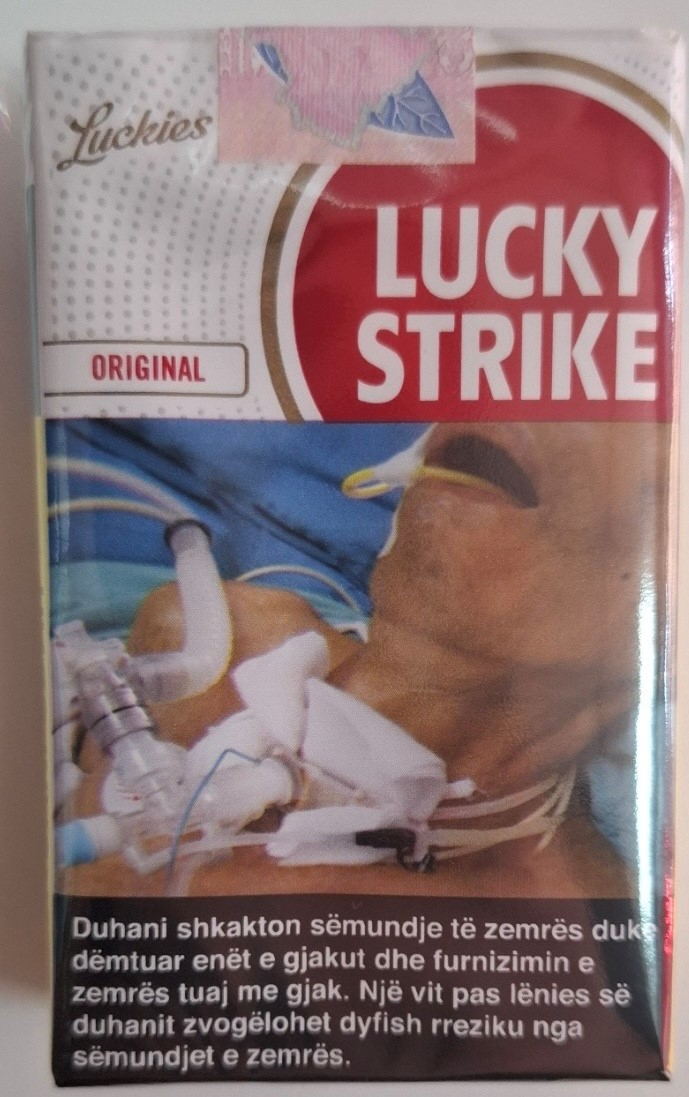 Luckies
LUCKY
STRIKE
ORIGINAL
Duhani shkakton sëmundje të zemrës duke
dëmtuar enët e gjakut dhe furnizimin e
zemrës tuaj me gjak. Një vit pas lënies së
duhanit zvogëlohet dyfish rreziku nga
sëmundjet e zemrës.